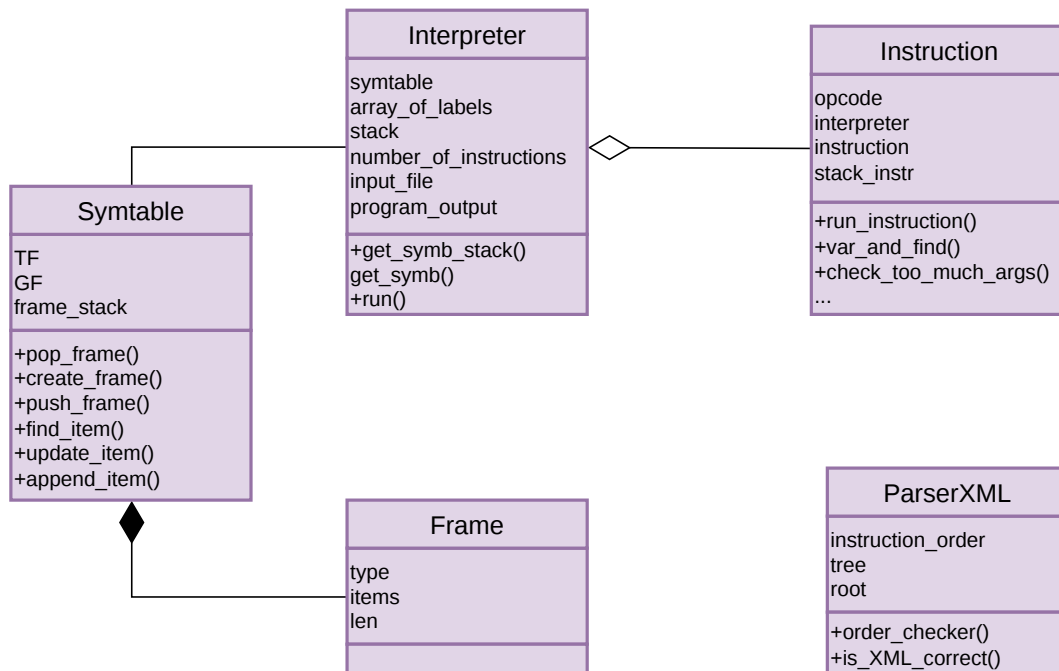 Interpreter
symtable
array_of_labels
stack
number_of_instructions
input_file
program_output
+get_symb_stack()
get_symb()
+run()
Instruction
opcode
interpreter
instruction
stack_instr
+run_instruction()
+var_and_find()
+check_too_much_args()
...
Symtable
TF
GF
frame_stack
+pop_frame()
+create_frame()
+push_frame()
+find_item()
+update_item()
+append_item()
Frame
type
items
len
ParserXML
instruction_order
tree
root
+order_checker()
+is_XML_correct()